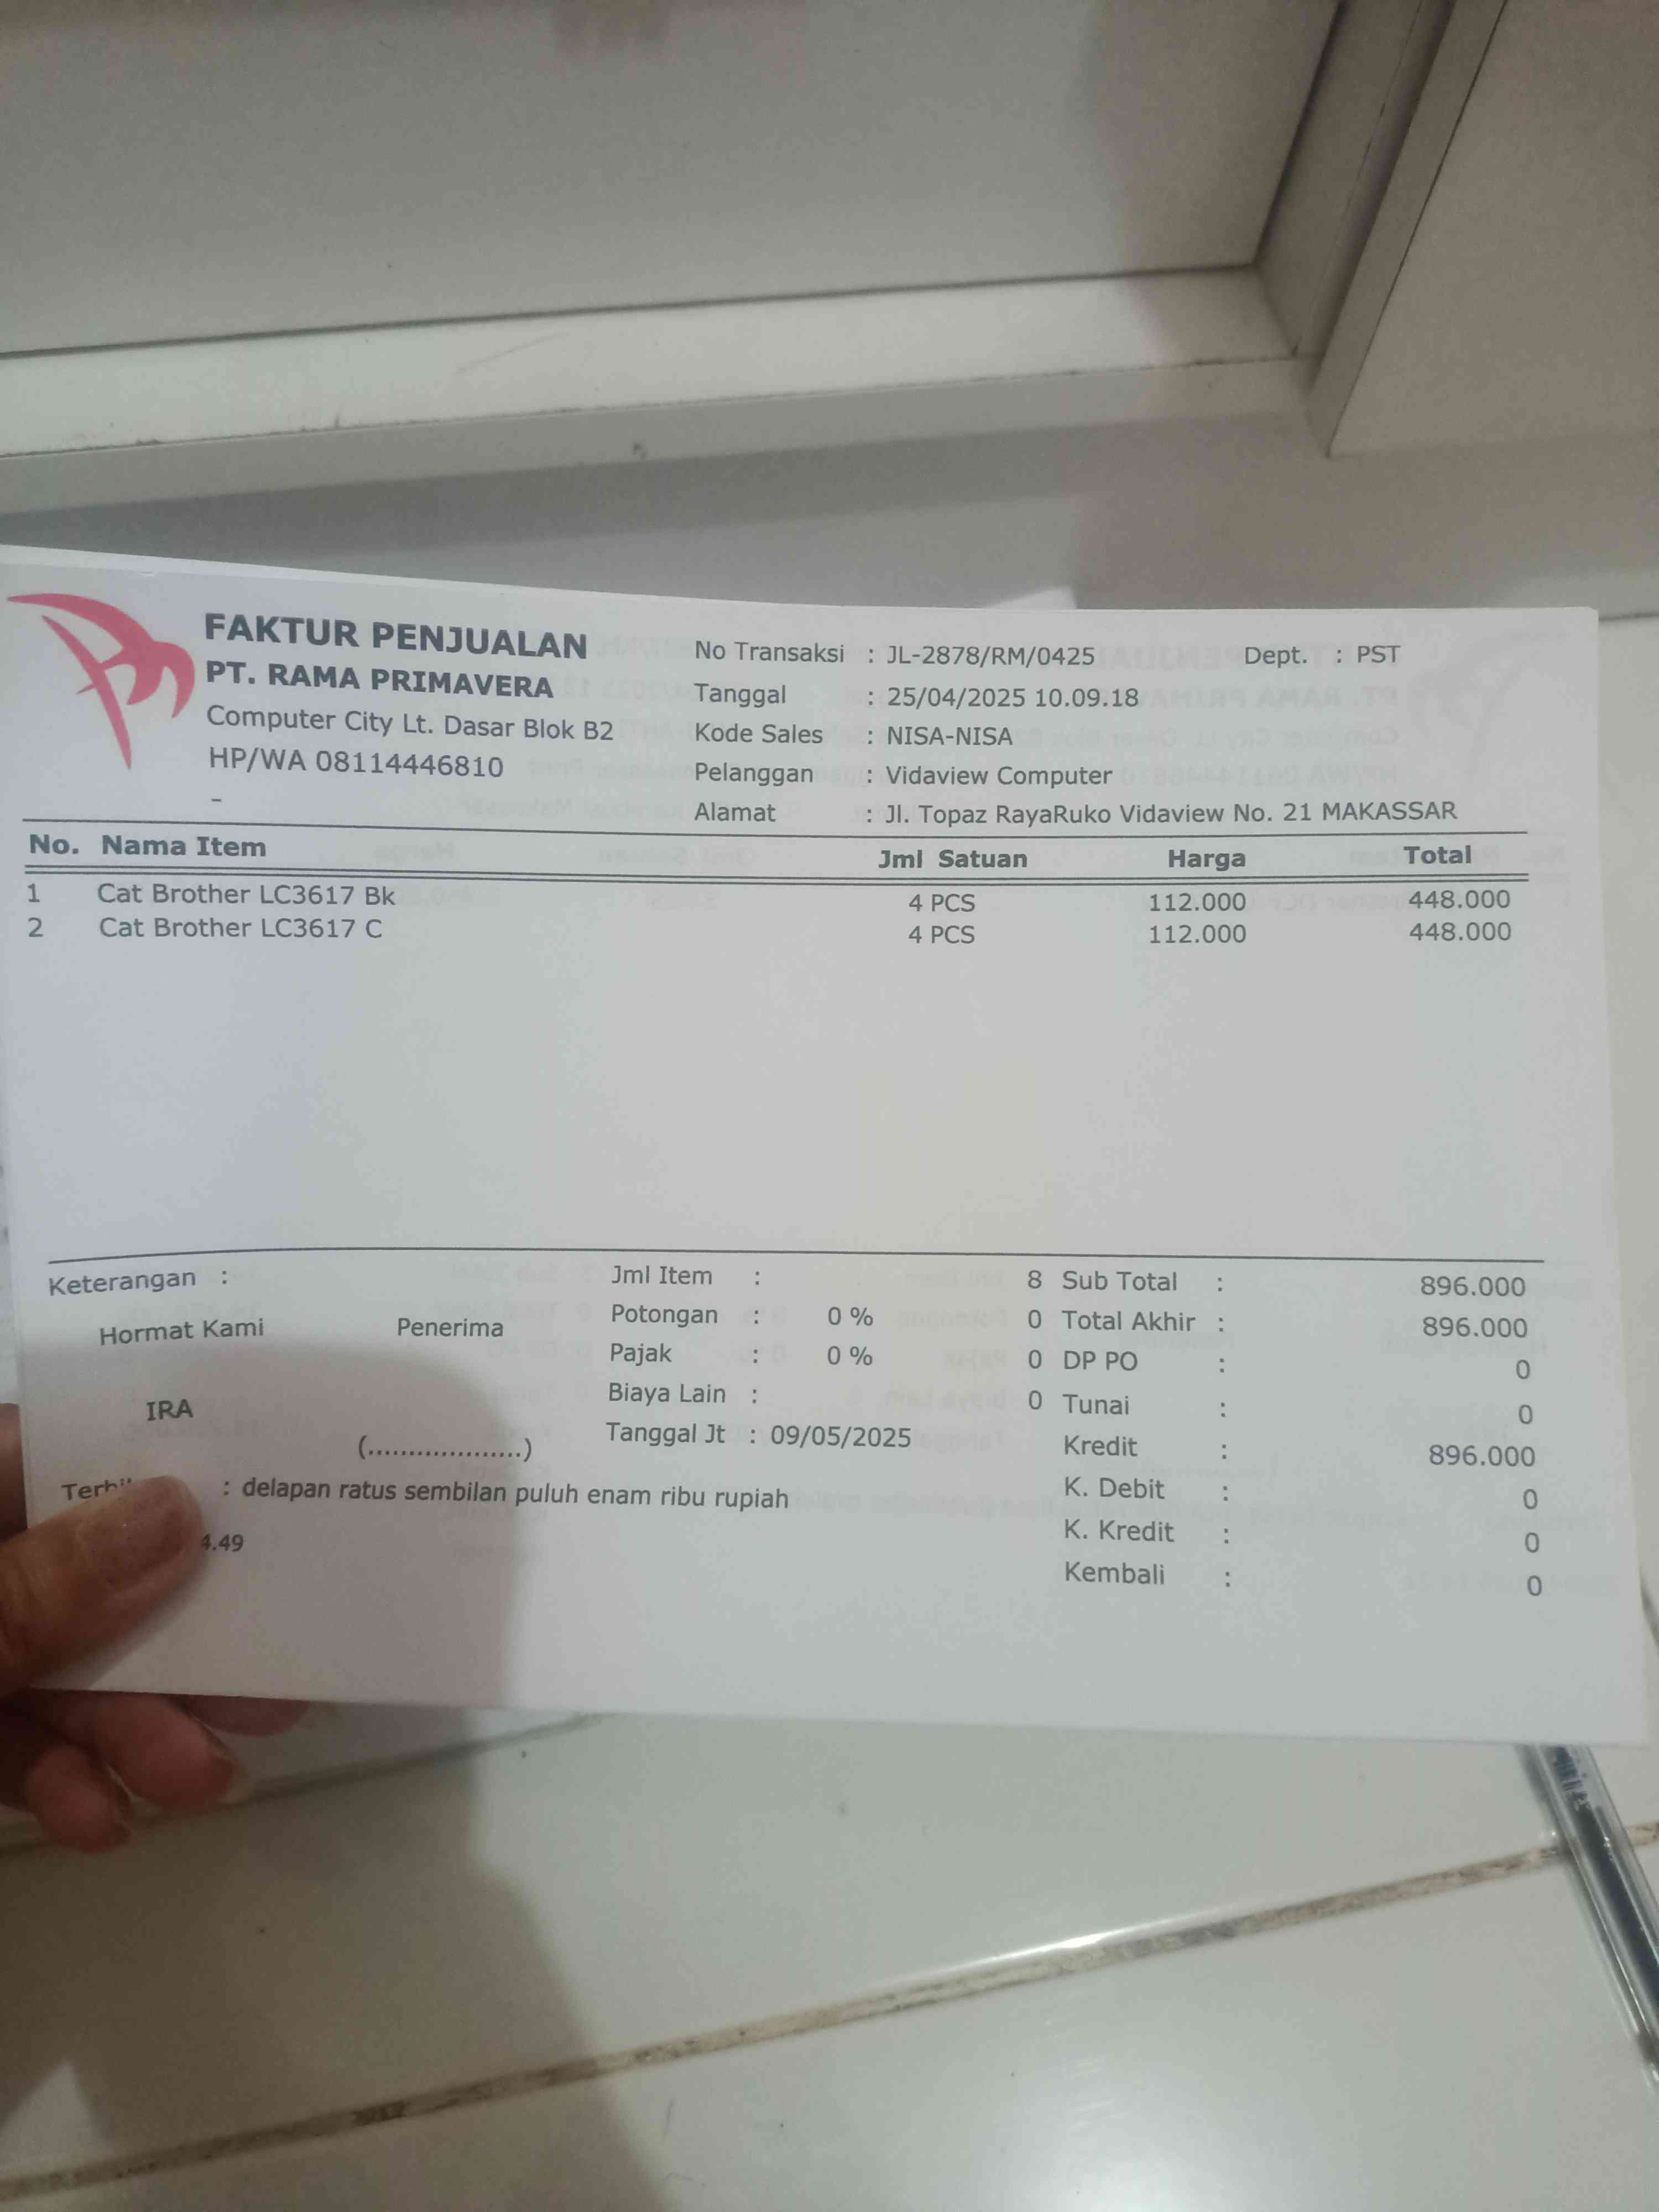 FAKTUR PENJUALAN
PT. RAMA PRIMAVERA
Computer City Lt. Dasar Blok B2
HP/WA 08114446810
-
No Transaksi : JL-2878/RM/0425 Dept. : PST
Tanggal : 25/04/2025 10.09.18
Kode Sales : NISA-NISA
Pelanggan : Vidaview Computer
Alamat : Jl. Topaz RayaRuko Vidaview No. 21 MAKASSAR
No. Nama Item Jml Satuan Harga Total
1 Cat Brother LC3617 Bk 4 PCS 112.000 448.000
2 Cat Brother LC3617 C 4 PCS 112.000 448.000
Keterangan :
Hormat Kami Penerima
IRA
(...................)
Jml Item : 8
Potongan : 0 % 0
Pajak : 0 % 0
Biaya Lain : 0
Tanggal Jt : 09/05/2025
Sub Total : 896.000
Total Akhir : 896.000
DP PO : 0
Tunai : 0
Kredit : 896.000
K. Debit : 0
K. Kredit : 0
Kembali : 0
: delapan ratus sembilan puluh enam ribu rupiah
4.49